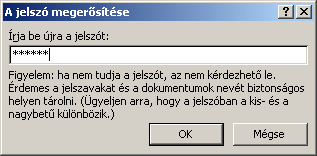 A jelszó megerősítése
Írja be újra a jelszót:
******
Figyelem: ha nem tudja a jelszót, az nem kérdezhető le.
Érdemes a jelszavakat és a dokumentumok nevét biztonságos
helyen tárolni. (Ügyeljen arra, hogy a jelszóban a kis- és a
nagybetű különbözik.)
OK Mégse